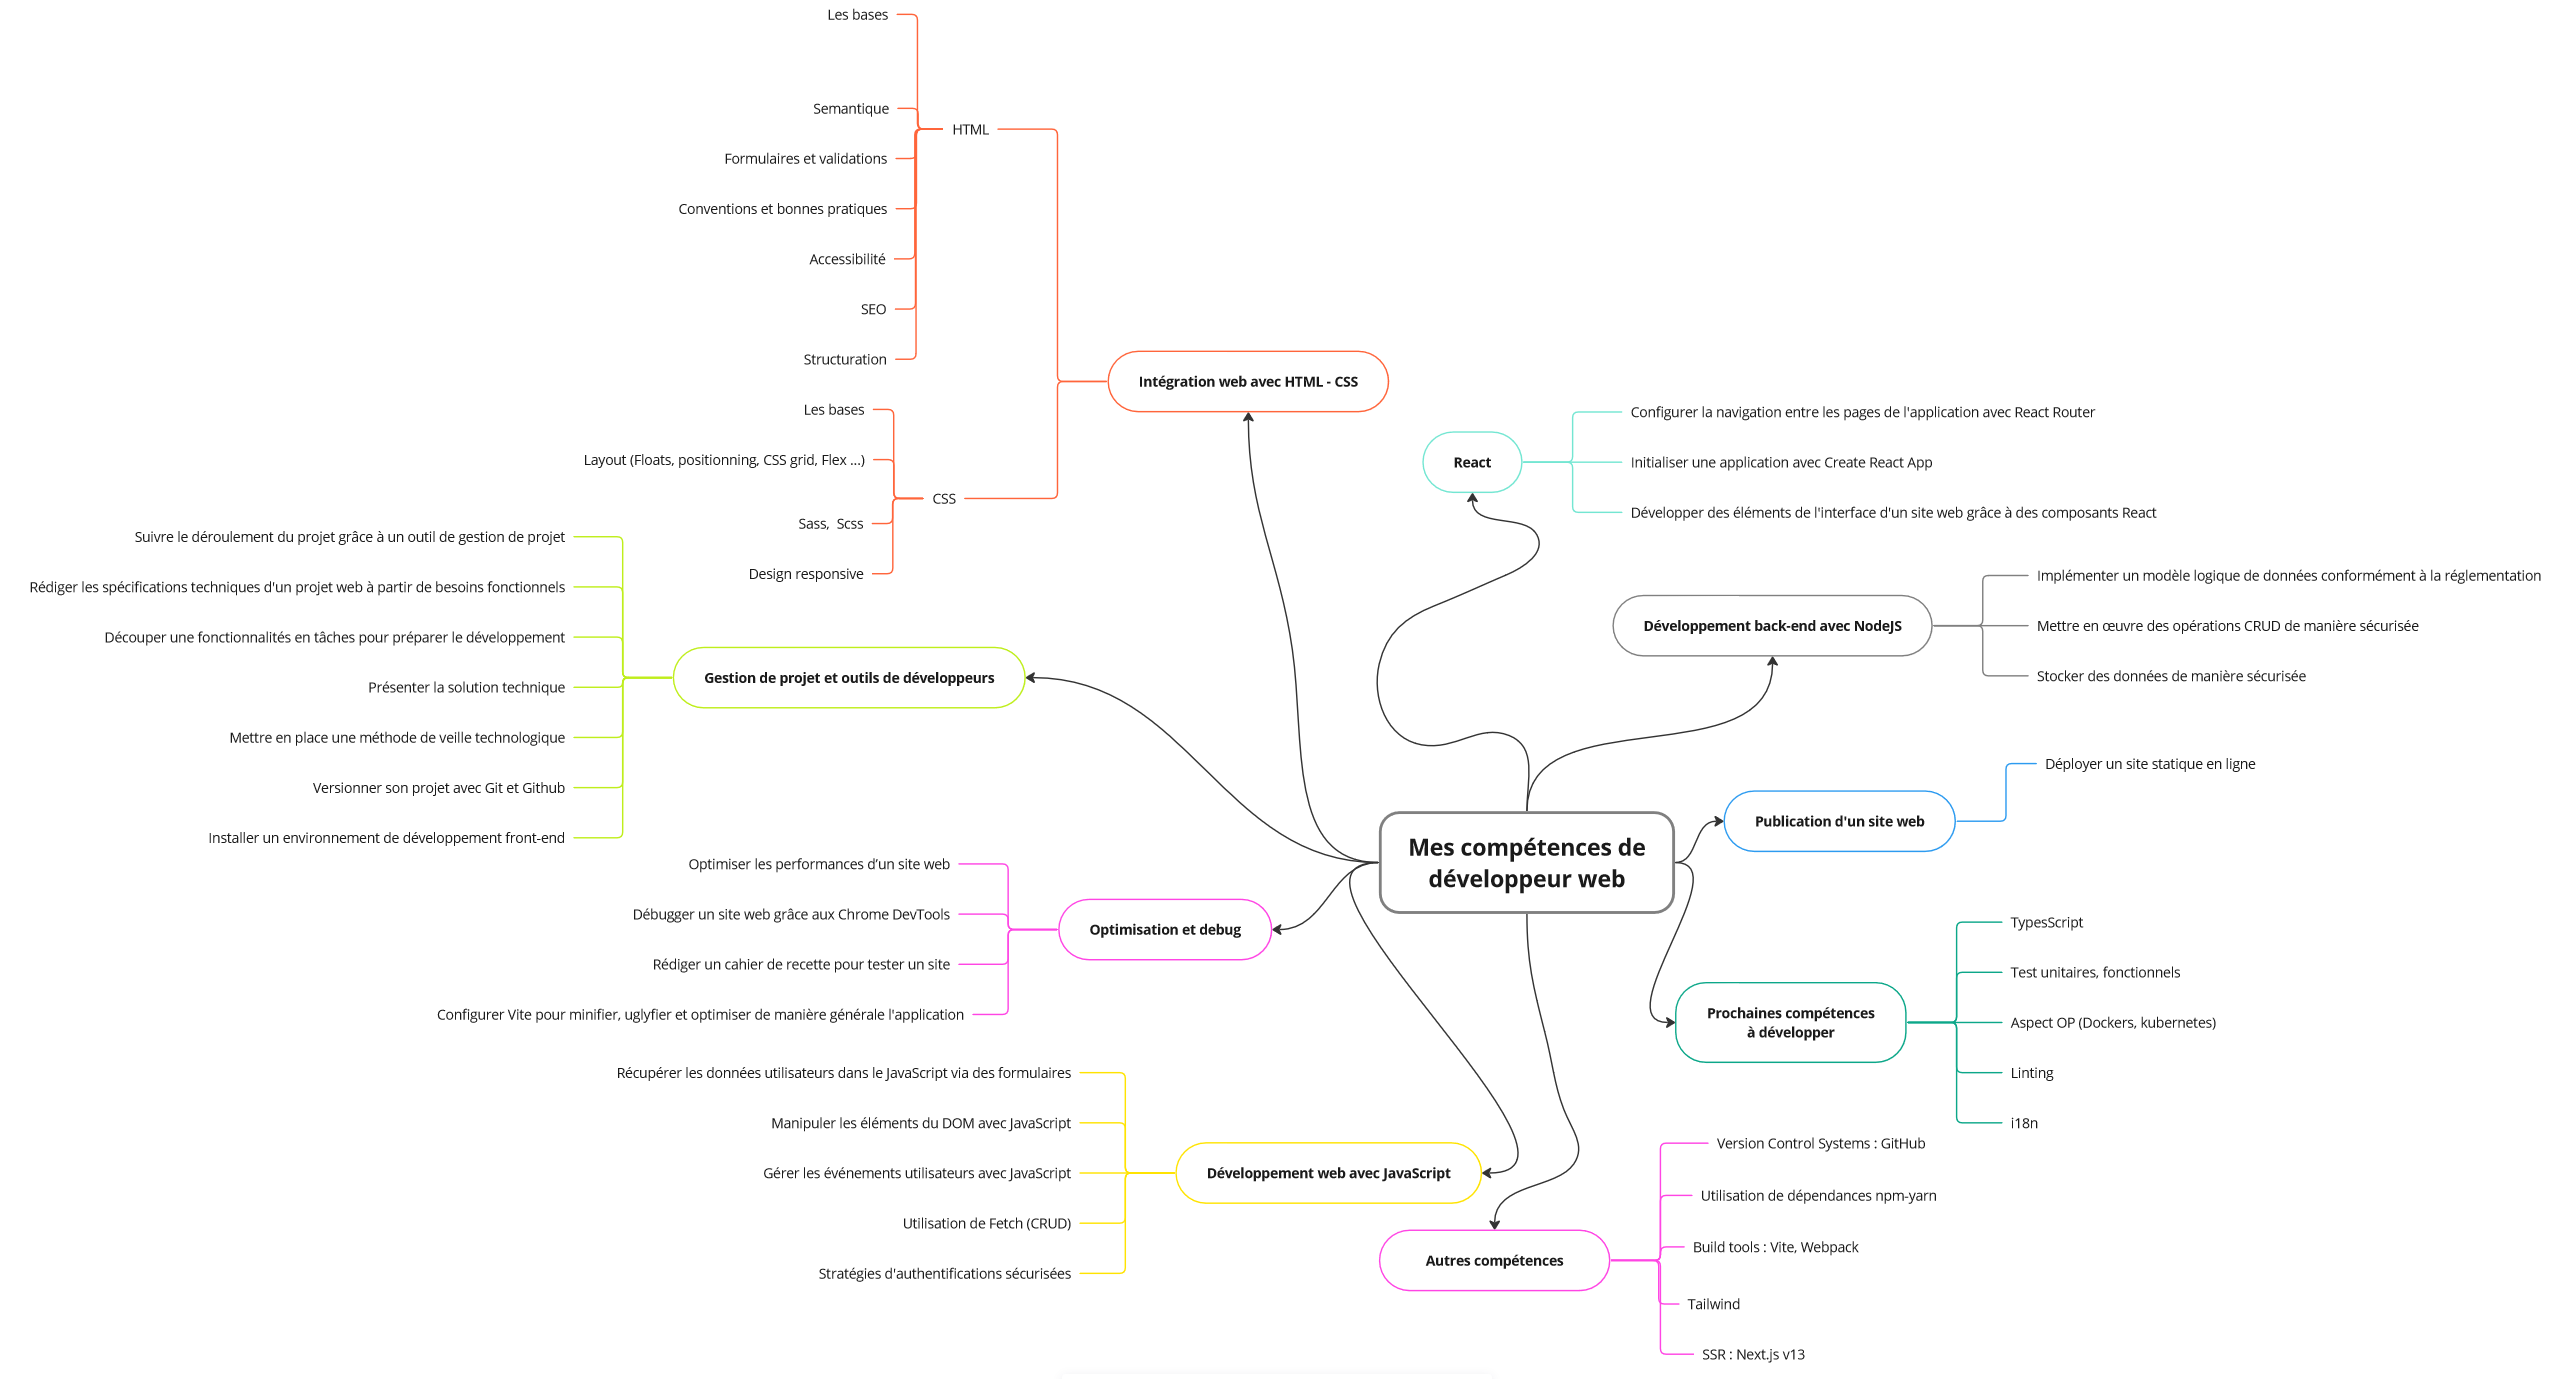 Les bases
Semantique
HTML
Formulaires et validations
Conventions et bonnes pratiques
Accessibilité
SEO
Structuration
Intégration web avec HTML - CSS
Les bases
Layout (Floats, positionning, CSS grid, Flex ...)
CSS
Sass,  Scss
Design responsive
Suivre le déroulement du projet grâce à un outil de gestion de projet
Rédiger les spécifications techniques d'un projet web à partir de besoins fonctionnels
Découper une fonctionnalités en tâches pour préparer le développement
Gestion de projet et outils de développeurs
Présenter la solution technique
Mettre en place une méthode de veille technologique
Versionner son projet avec Git et Github
Installer un environnement de développement front-end
Optimiser les performances d’un site web
Débugger un site web grâce aux Chrome DevTools
Optimisation et debug
Rédiger un cahier de recette pour tester un site
Configurer Vite pour minifier, uglyfier et optimiser de manière générale l'application
Récupérer les données utilisateurs dans le JavaScript via des formulaires
Manipuler les éléments du DOM avec JavaScript
Gérer les événements utilisateurs avec JavaScript
Développement web avec JavaScript
Utilisation de Fetch (CRUD)
Stratégies d'authentifications sécurisées
Mes compétences de
développeur web
Configurer la navigation entre les pages de l'application avec React Router
React
Initialiser une application avec Create React App
Développer des éléments de l'interface d'un site web grâce à des composants React
Implémenter un modèle logique de données conformément à la réglementation
Développement back-end avec NodeJS
Mettre en œuvre des opérations CRUD de manière sécurisée
Stocker des données de manière sécurisée
Déployer un site statique en ligne
Publication d'un site web
TypesScript
Test unitaires, fonctionnels
Prochaines compétences
à développer
Aspect OP (Dockers, kubernetes)
Linting
i18n
Version Control Systems : GitHub
Utilisation de dépendances npm-yarn
Build tools : Vite, Webpack
Autres compétences
Tailwind
SSR : Next.js v13